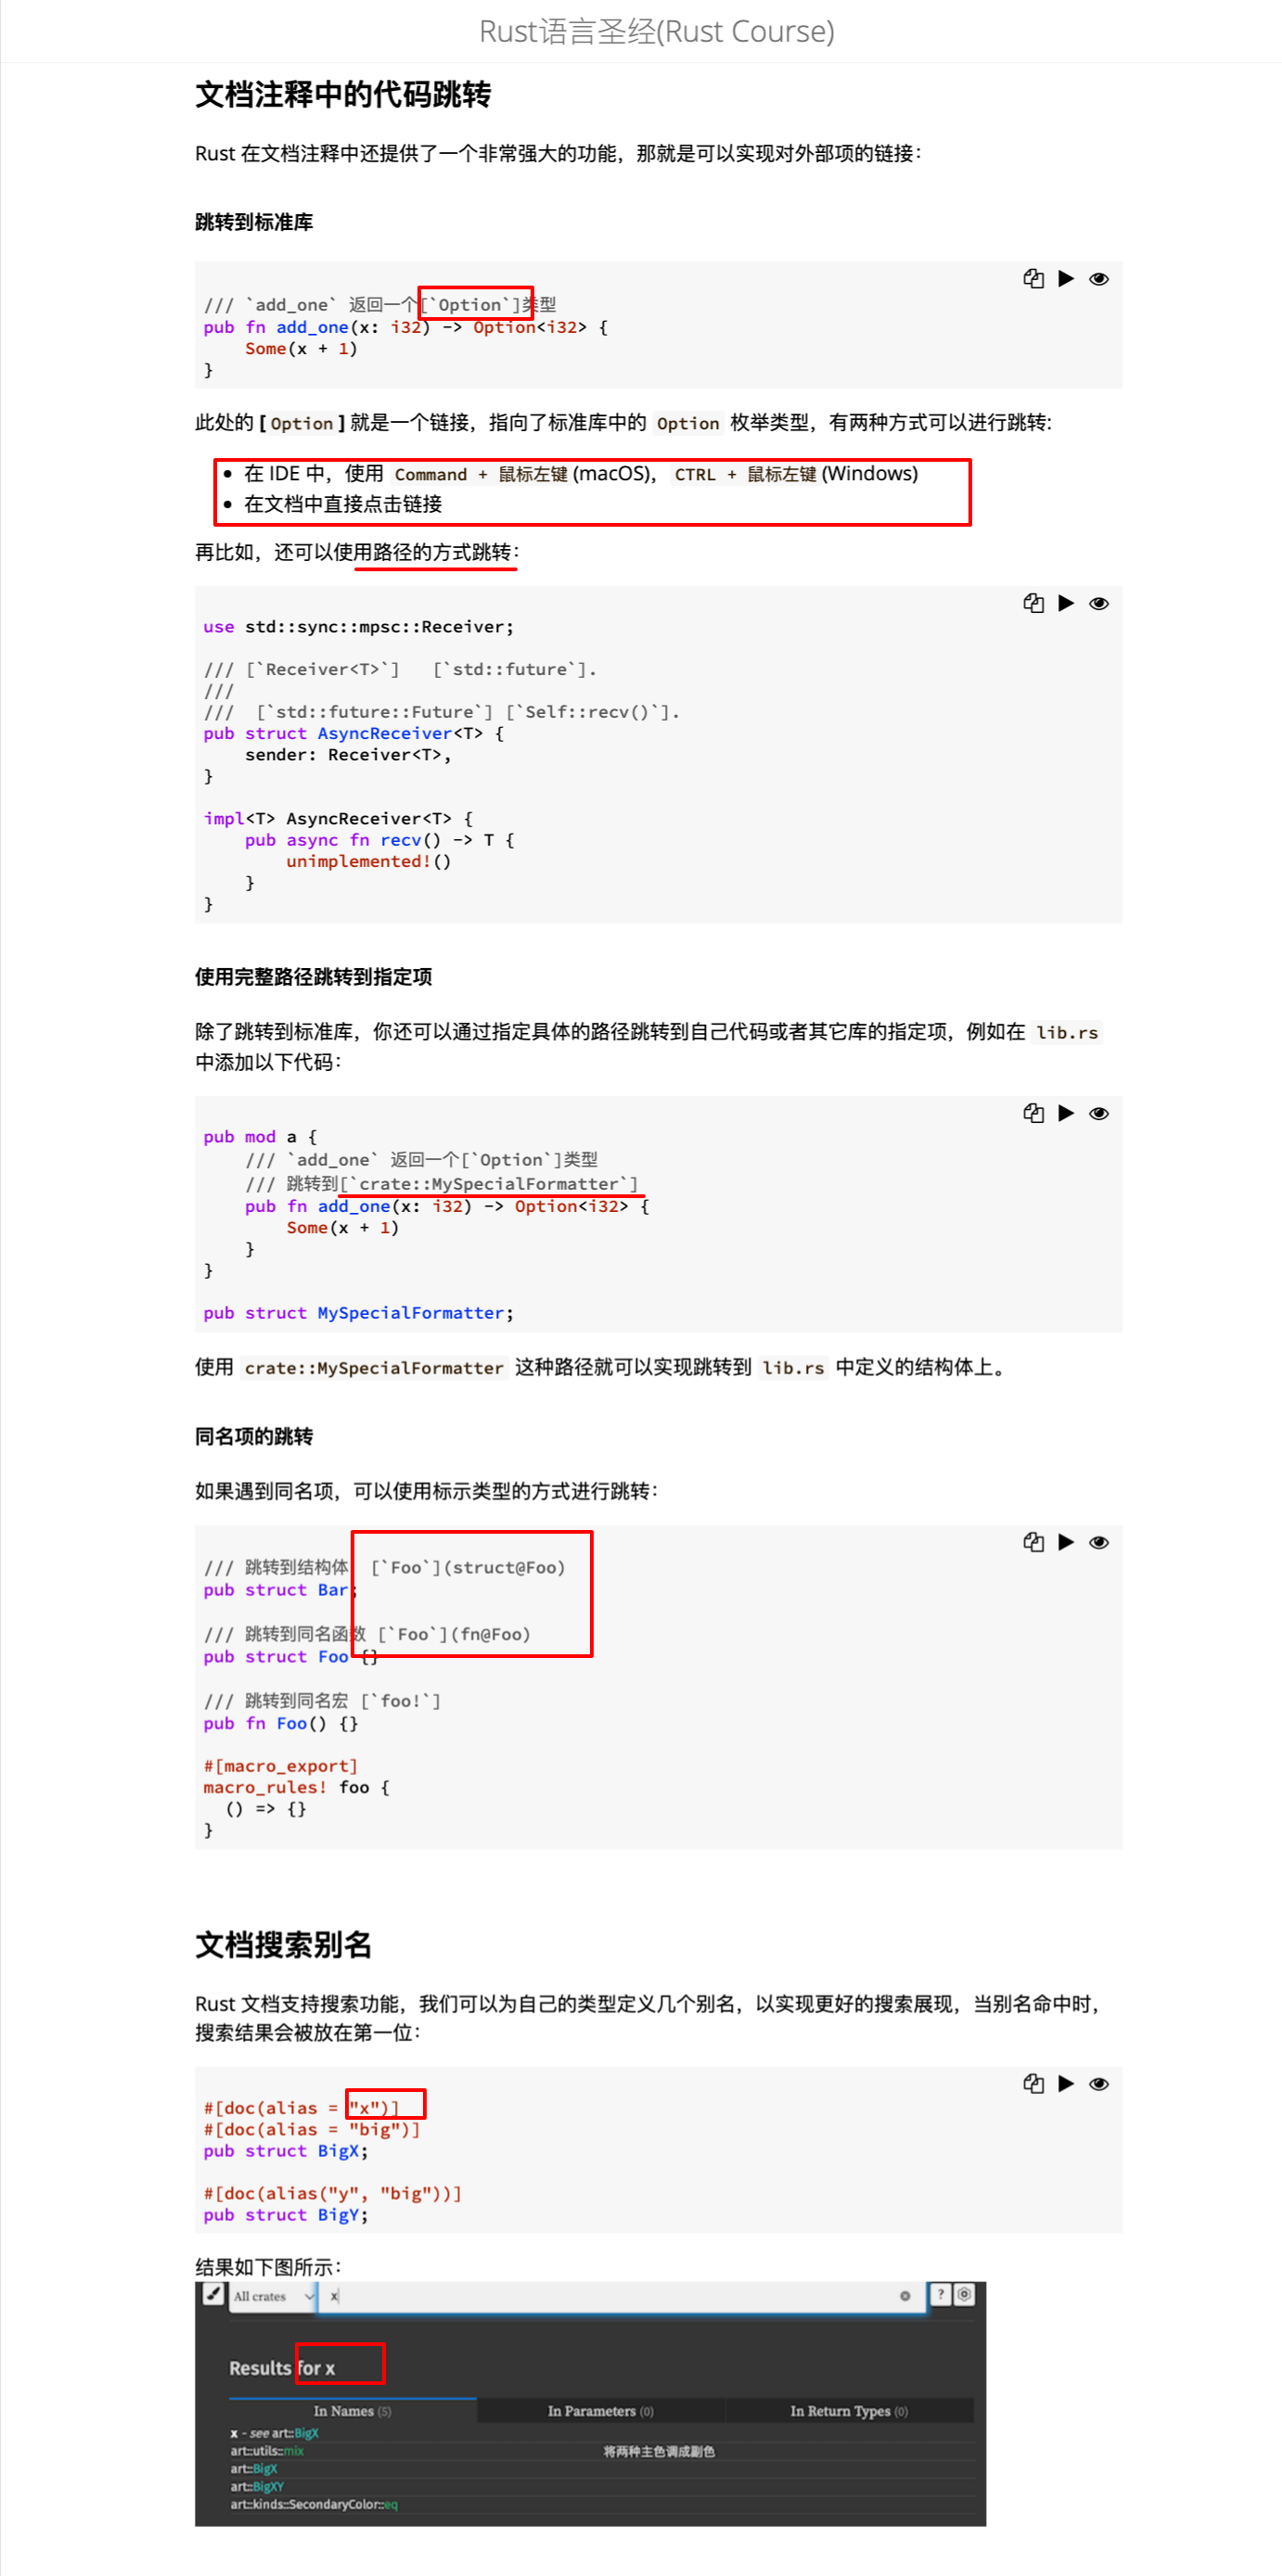 Rust语言圣经(Rust Course)
文档注释中的代码跳转
Rust 在文档注释中还提供了一个非常强大的功能，那就是可以实现对外部项的链接：
跳转到标准库
/// `add_one` 返回一个[`Option`]类型
pub fn add_one(x: i32) -> Option<i32> {
    Some(x + 1)
}
此处的 [Option] 就是一个链接，指向了标准库中的 Option 枚举类型，有两种方式可以进行跳转:
• 在 IDE 中，使用 Command + 鼠标左键 (macOS)， CTRL + 鼠标左键 (Windows)
• 在文档中直接点击链接
再比如，还可以使用路径的方式跳转：
use std::sync::mpsc::Receiver;
/// [`Receiver<T>`]   [`std::future`].
///
///  [`std::future::Future`] [`Self::recv()`].
pub struct AsyncReceiver<T> {
    sender: Receiver<T>,
}
impl<T> AsyncReceiver<T> {
    pub async fn recv() -> T {
        unimplemented!()
    }
}
使用完整路径跳转到指定项
除了跳转到标准库，你还可以通过指定具体的路径跳转到自己代码或者其它库的指定项，例如在 lib.rs
中添加以下代码：
pub mod a {
    /// `add_one` 返回一个[`Option`]类型
    /// 跳转到[`crate::MySpecialFormatter`]
    pub fn add_one(x: i32) -> Option<i32> {
        Some(x + 1)
    }
}
pub struct MySpecialFormatter;
使用 crate::MySpecialFormatter 这种路径就可以实现跳转到 lib.rs 中定义的结构体上。
同名项的跳转
如果遇到同名项，可以使用标示类型的方式进行跳转：
/// 跳转到结构体  [`Foo`](struct@Foo)
pub struct Bar;
/// 跳转到同名函数 [`Foo`](fn@Foo)
pub struct Foo {}
/// 跳转到同名宏 [`foo!`]
pub fn Foo() {}
#[macro_export]
macro_rules! foo {
  () => {}
}
文档搜索别名
Rust 文档支持搜索功能，我们可以为自己的类型定义几个别名，以实现更好的搜索展现，当别名命中时，
搜索结果会被放在第一位：
#[doc(alias = "x")]
#[doc(alias = "big")]
pub struct BigX;
#[doc(alias("y", "big"))]
pub struct BigY;
结果如下图所示：
All crates x ?
Results for x
In Names (5) In Parameters (0) In Return Types (0)
x - see art::BigX
art::utils::mix 将两种主色调成副色
art::BigX
art::BigXY
art::kinds::SecondaryColor::eq